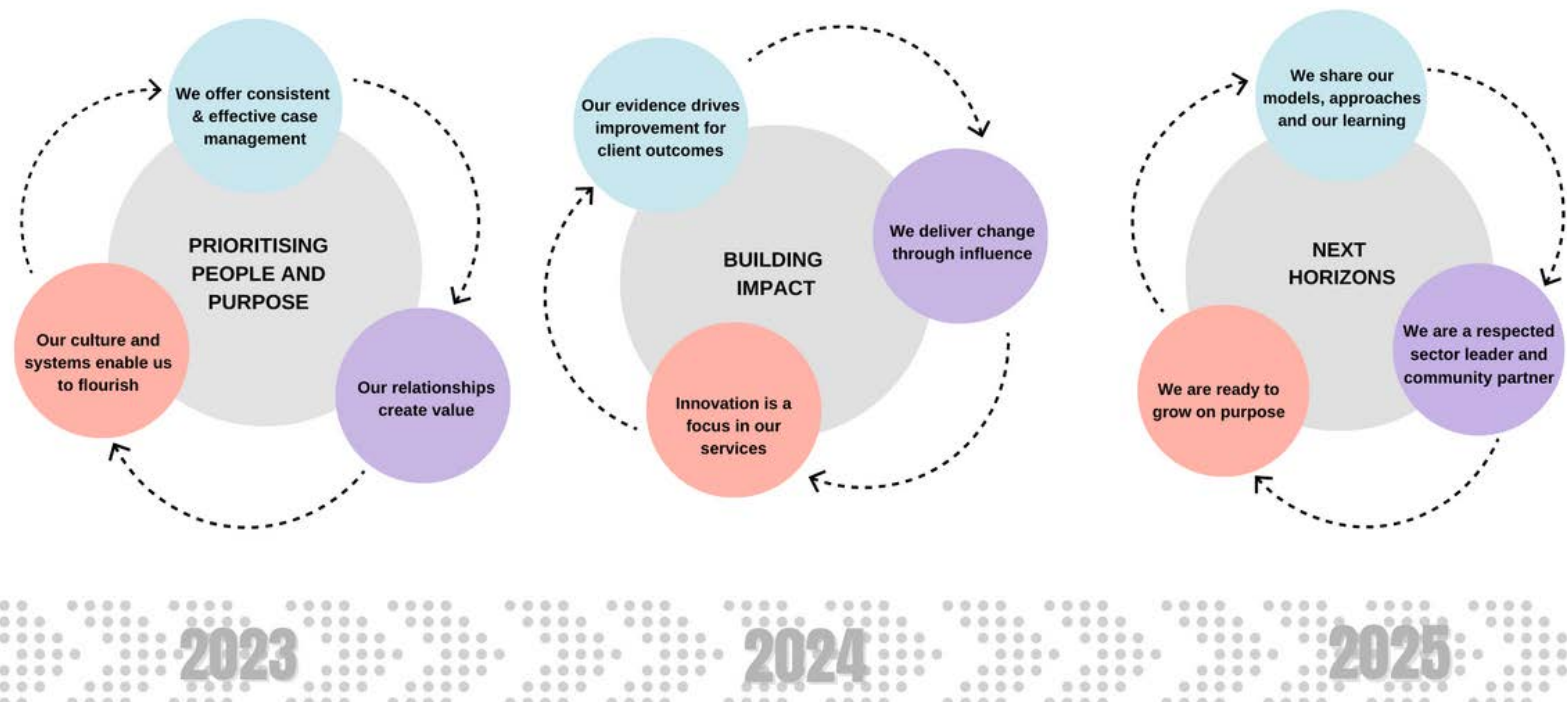 We offer consistent
& effective case
management
PRIORITISING
PEOPLE AND
PURPOSE
Our culture and
systems enable us
to flourish
Our relationships
create value
Our evidence drives
improvement for
client outcomes
We deliver change
through influence
BUILDING
IMPACT
Innovation is a
focus in our
services
We share our
models, approaches
and our learning
NEXT
HORIZONS
We are a respected
sector leader and
community partner
We are ready to
grow on purpose
2023
2024
2025